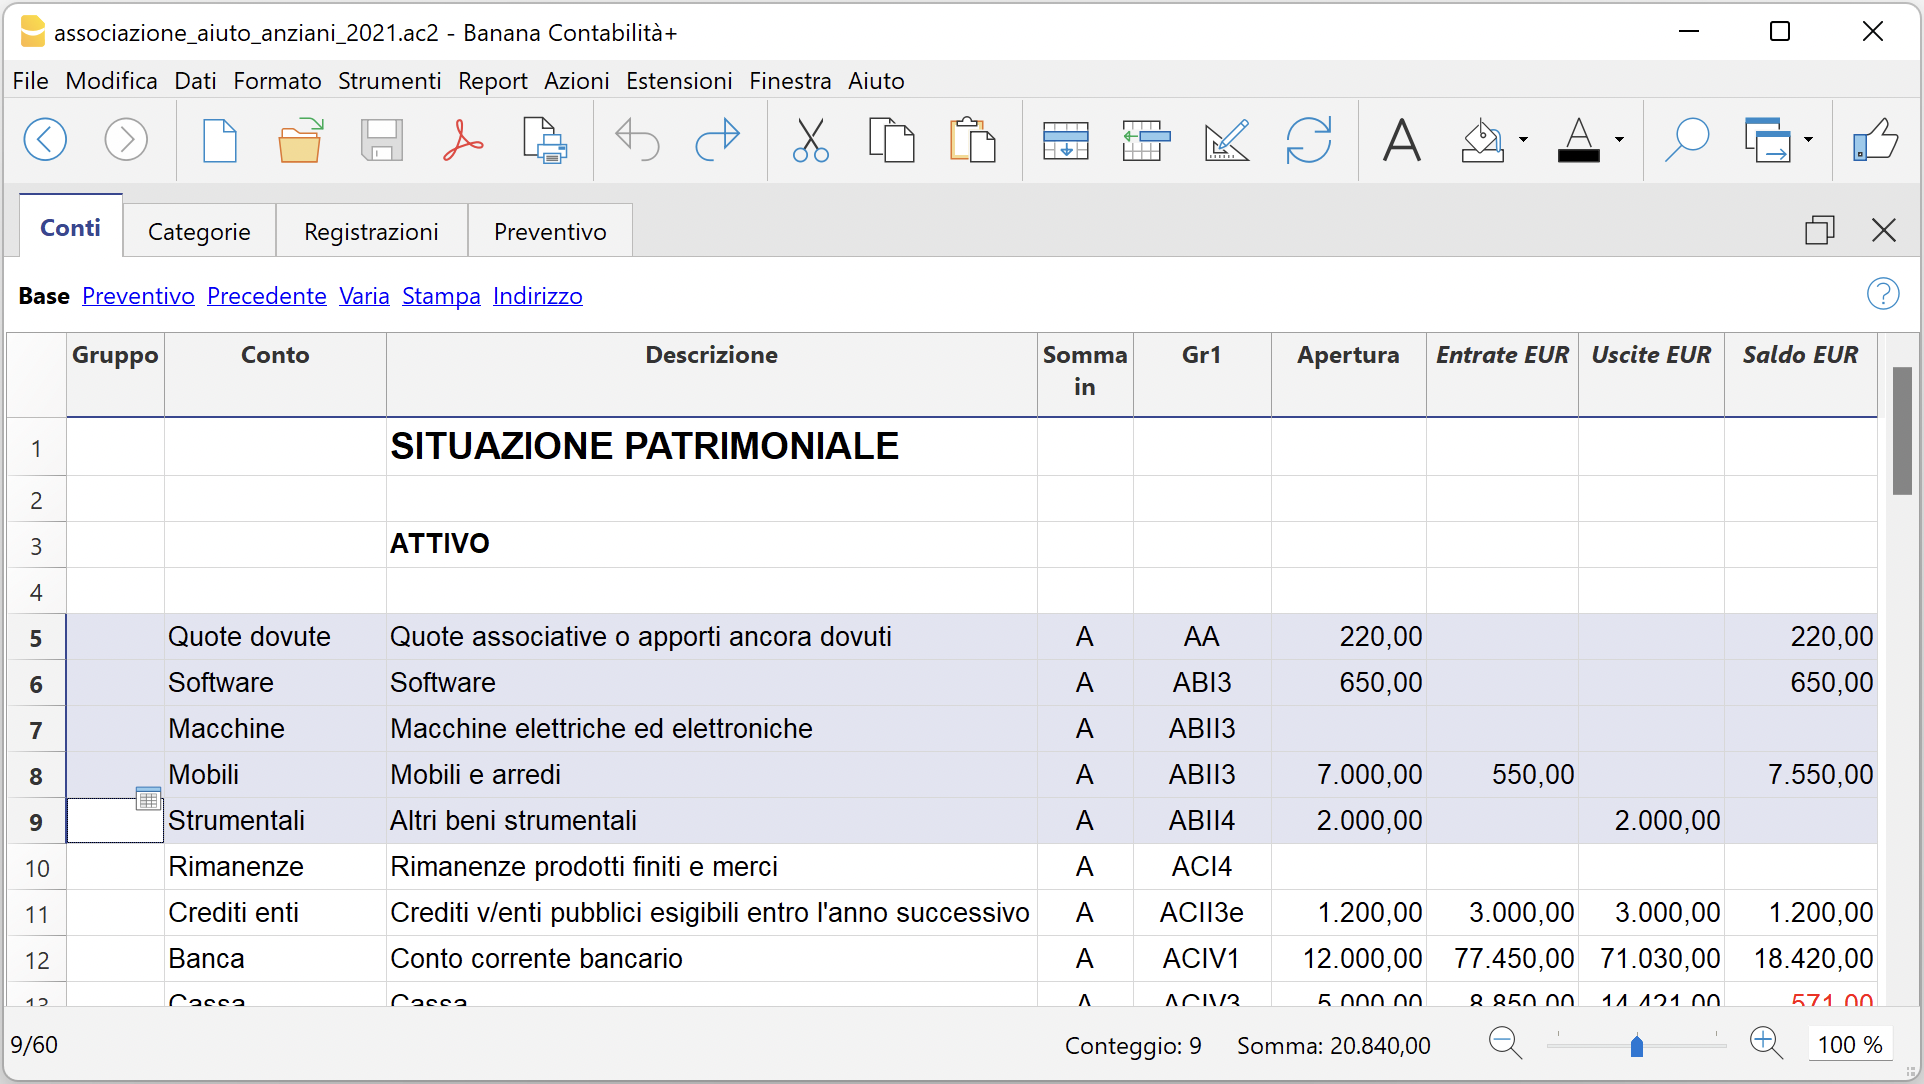 associazione_aiuto_anziani_2021.ac2 - Banana Contabilità+
File Modifica Dati Formato Strumenti Report Azioni Estensioni Finestra Aiuto
Conti Categorie Registrazioni Preventivo
Base Preventivo Precedente Varia Stampa Indirizzo
Gruppo Conto Descrizione Somma in Gr1 Apertura Entrate EUR Uscite EUR Saldo EUR
1 SITUAZIONE PATRIMONIALE
2
3 ATTIVO
4
5 Quote dovute Quote associative o apporti ancora dovuti A AA 220,00 220,00
6 Software Software A ABI3 650,00 650,00
7 Macchine Macchine elettriche ed elettroniche A ABII3
8 Mobili Mobili e arredi A ABII3 7.000,00 550,00 7.550,00
9 Strumentali Altri beni strumentali A ABII4 2.000,00 2.000,00
10 Rimanenze Rimanenze prodotti finiti e merci A ACI4
11 Crediti enti Crediti v/enti pubblici esigibili entro l'anno successivo A ACII3e 1.200,00 3.000,00 3.000,00 1.200,00
12 Banca Conto corrente bancario A ACIV1 12.000,00 77.450,00 71.030,00 18.420,00
13 Cassa Cassa A ACIV3 5.000,00 8.850,00 14.421,00 571,00
9/60 Conteggio: 9 Somma: 20.840,00 100 %